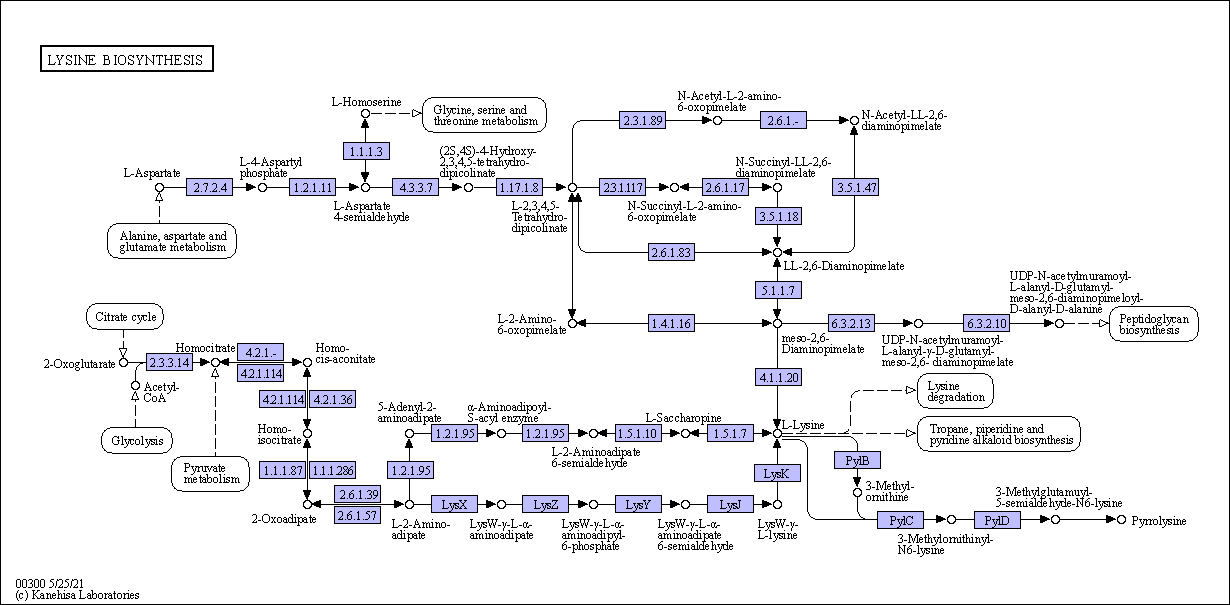 LYSINE BIOSYNTHESIS
L-Homoserine
Glycine, serine and
threonine metabolism
1.1.1.3
N-Acetyl-L-2-amino-
6-oxopimelate
2.3.1.89
2.6.1.-
N-Acetyl-LL-2,6-
diaminopimelate
L-Aspartate
2.7.2.4
L-4-Aspartyl
phosphate
1.2.1.11
L-Aspartate
4-semialdehyde
4.3.3.7
(2S,4S)-4-Hydroxy-
2,3,4,5-tetrahydro-
dipicolinate
1.17.1.8
L-2,3,4,5-
Tetrahydro-
dipicolinate
2.3.1.117
N-Succinyl-L-2-amino-
6-oxopimelate
2.6.1.17
N-Succinyl-LL-2,6-
diaminopimelate
3.5.1.47
3.5.1.18
Alanine, aspartate and
glutamate metabolism
2.6.1.83
LL-2,6-Diaminopimelate
5.1.1.7
L-2-Amino-
6-oxopimelate
1.4.1.16
meso-2,6-
Diaminopimelate
6.3.2.13
UDP-N-acetylmuramoyl-
L-alanyl-γ-D-glutamyl-
meso-2,6- diaminopimelate
6.3.2.10
UDP-N-acetylmuramoyl-
L-alanyl-D-glutamyl-
meso-2,6-diaminopimeloyl-
D-alanyl-D-alanine
Peptidoglycan
biosynthesis
Citrate cycle
2-Oxoglutarate
2.3.3.14
Homocitrate
4.2.1.-
4.2.1.114
Homo-
cis-aconitate
Acetyl-
CoA
Glycolysis
Pyruvate
metabolism
4.2.1.114
4.2.1.36
Homo-
isocitrate
1.1.1.87
1.1.1.286
2-Oxoadipate
2.6.1.39
2.6.1.57
L-2-Amino-
adipate
1.2.1.95
5-Adenyl-2-
aminoadipate
1.2.1.95
α-Aminoadipoyl-
S-acyl enzyme
1.2.1.95
L-2-Aminoadipate
6-semialdehyde
1.5.1.10
L-Saccharopine
1.5.1.7
4.1.1.20
L-Lysine
Lysine
degradation
Tropane, piperidine and
pyridine alkaloid biosynthesis
LysX
LysW-γ-L-α-
aminoadipate
LysZ
LysW-γ-L-α-
aminoadipyl-
6-phosphate
LysY
LysW-γ-L-α-
aminoadipate
6-semialdehyde
LysJ
LysW-γ-
L-lysine
LysK
PylB
3-Methyl-
ornithine
PylC
3-Methylornithinyl-
N6-lysine
PylD
3-Methylglutamuyl-
5-semialdehyde-N6-lysine
Pyrrolysine
00300 5/25/21
(c) Kanehisa Laboratories